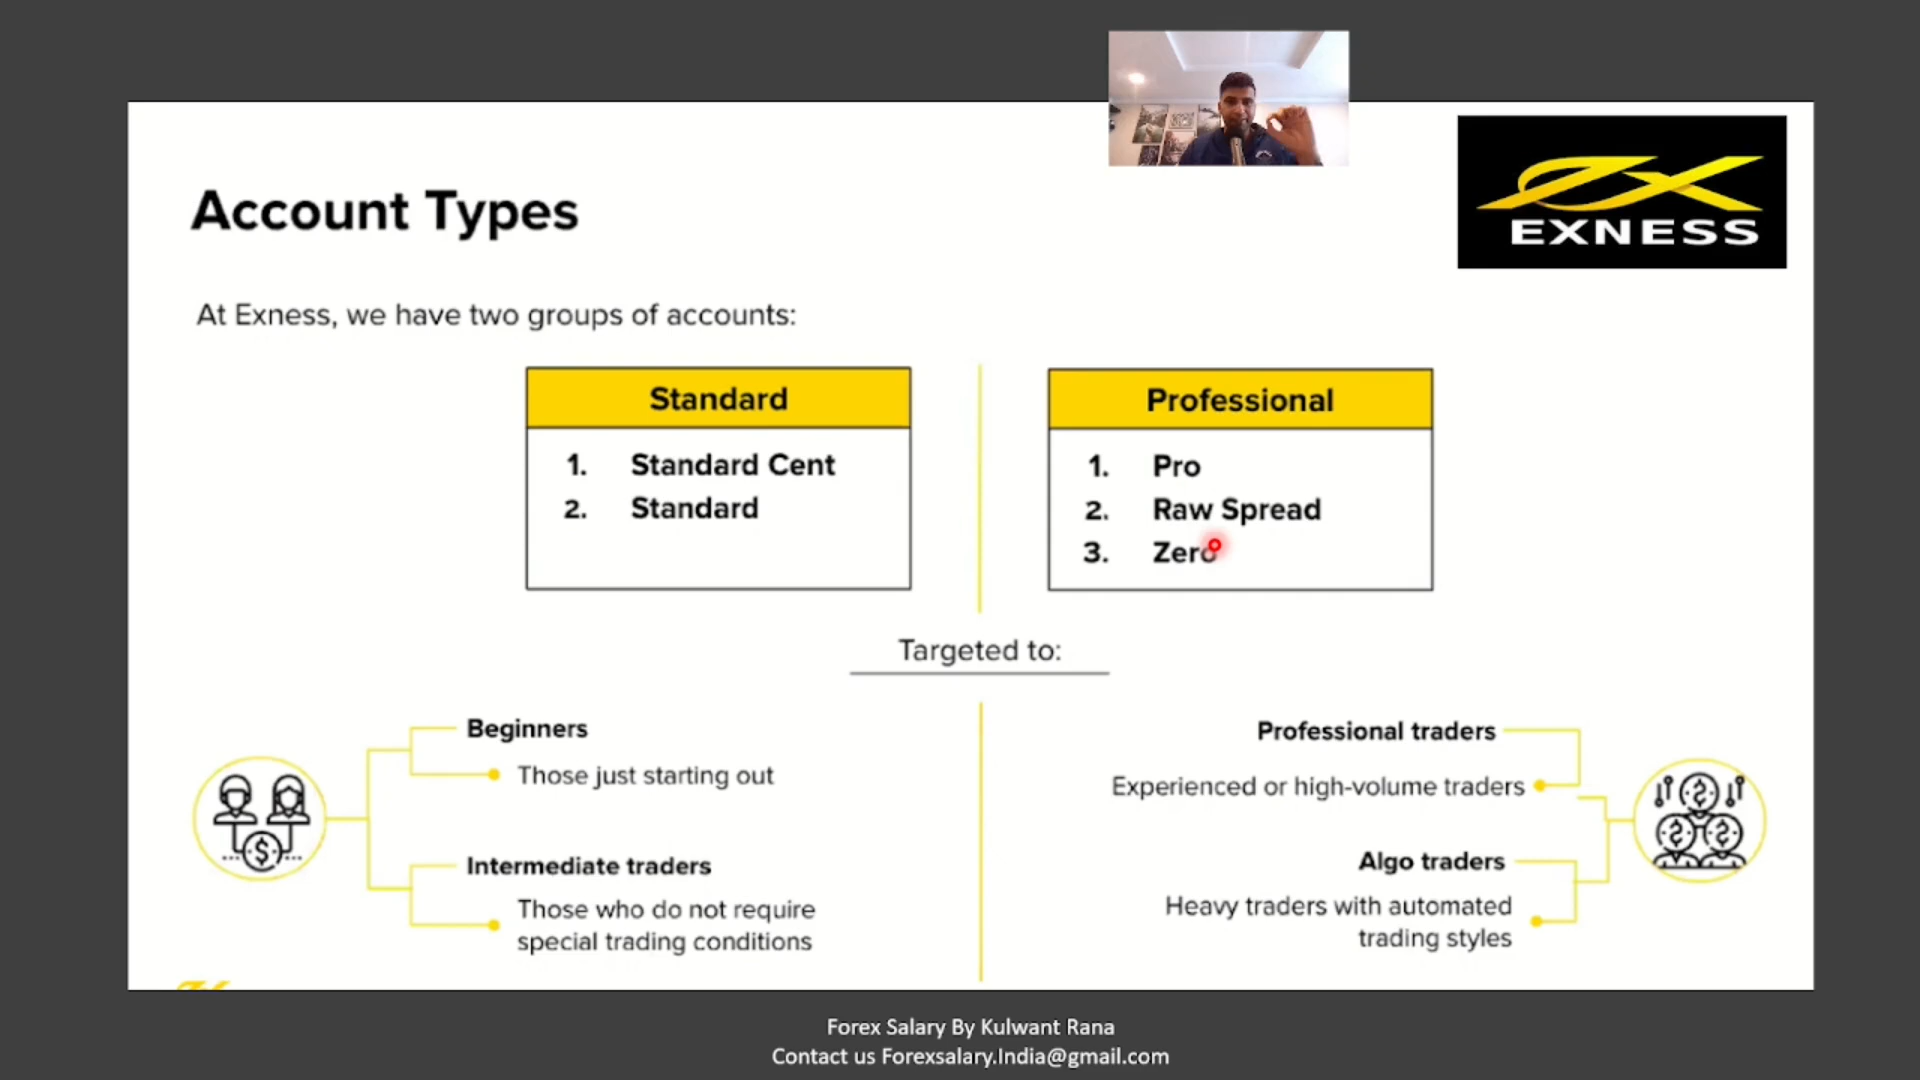 EXNESS
Account Types
At Exness, we have two groups of accounts:
Standard
1. Standard Cent
2. Standard
Professional
1. Pro
2. Raw Spread
3. Zero
Targeted to:
Beginners
Those just starting out
Intermediate traders
Those who do not require
special trading conditions
Professional traders
Experienced or high-volume traders
Algo traders
Heavy traders with automated
trading styles
Forex Salary By Kulwant Rana
Contact us Forexsalary.India@gmail.com